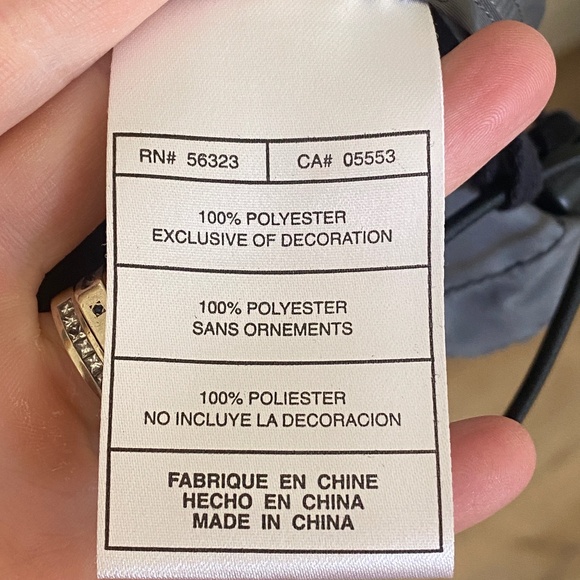 RN# 56323 CA# 05553
100% POLYESTER
EXCLUSIVE OF DECORATION
100% POLYESTER
SANS ORNEMENTS
100% POLIESTER
NO INCLUYE LA DECORACION
FABRIQUE EN CHINE
HECHO EN CHINA
MADE IN CHINA